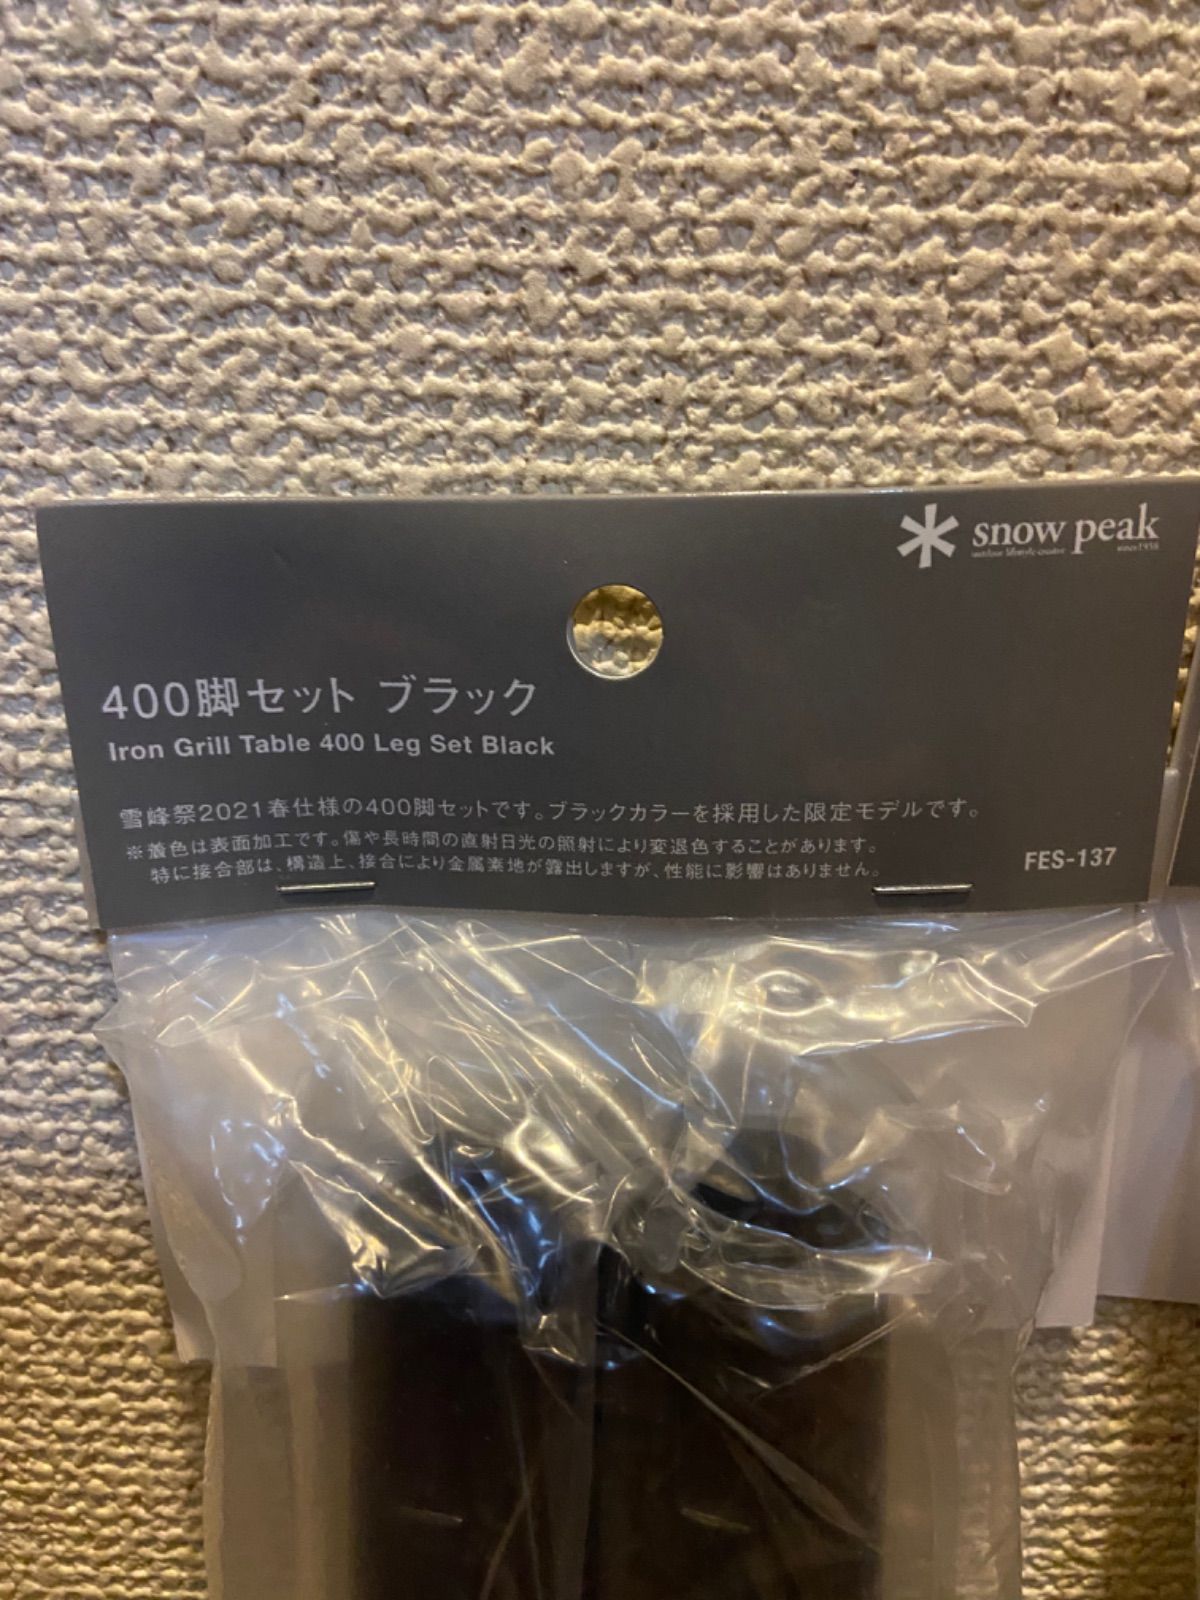 snow peak
outdoor lifestyle creator
since1958
400脚セット ブラック
Iron Grill Table 400 Leg Set Black
雪峰祭2021春仕様の400脚セットです。ブラックカラーを採用した限定モデルです。
※着色は表面加工です。傷や長時間の直射日光の照射により変退色することがあります。
特に接合部は、構造上、接合により金属素地が露出しますが、性能に影響はありません。
FES-137